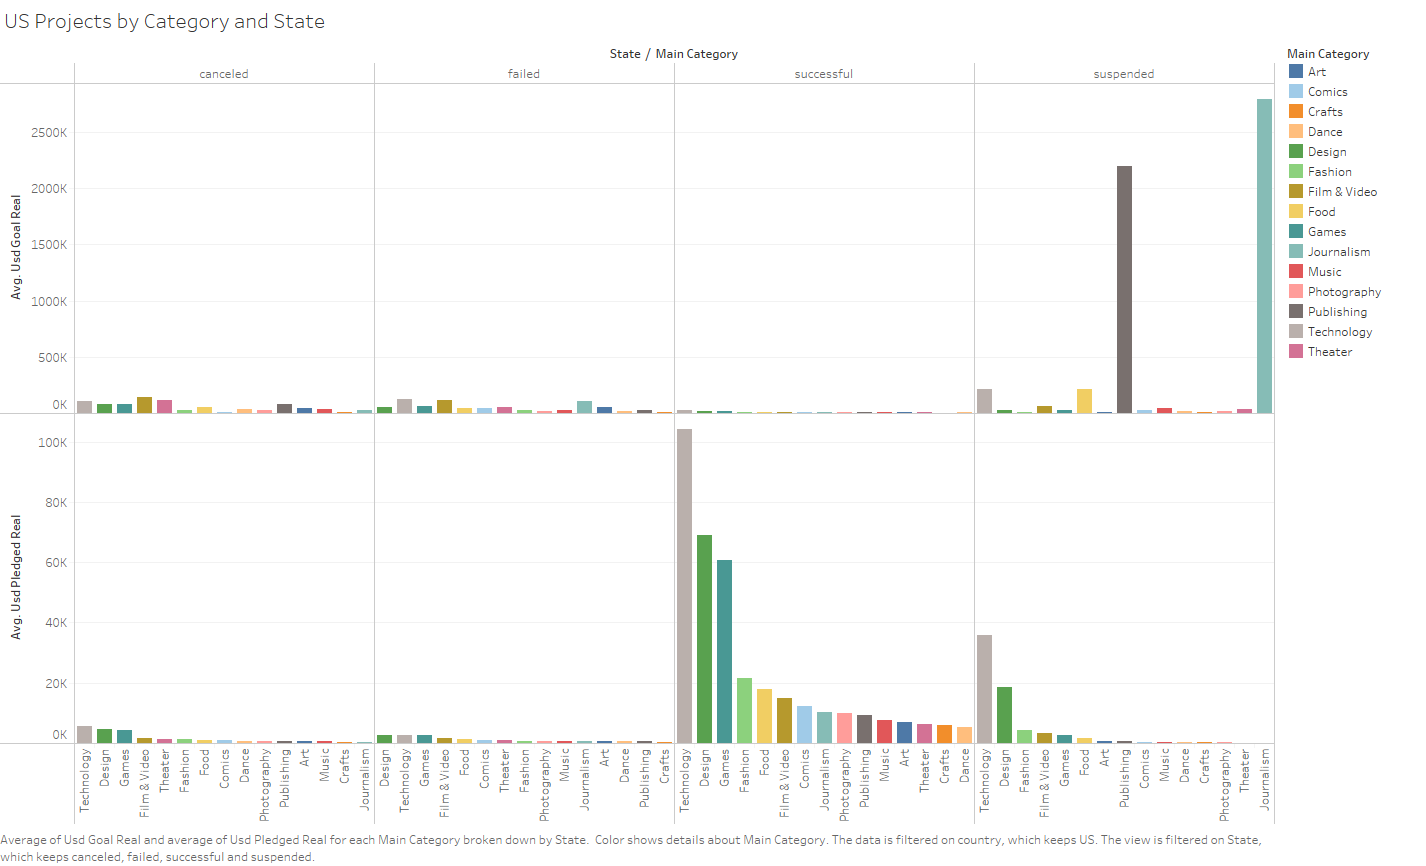 US Projects by Category and State
State / Main Category
canceled failed successful suspended
Avg. Usd Goal Real
2500K
2000K
1500K
1000K
500K
0K
Avg. Usd Pledged Real
100K
80K
60K
40K
20K
0K
Technology Design Games Film & Video Theater Fashion Food Comics Dance Photography Publishing Art Music Crafts Journalism
Design Technology Games Film & Video Food Comics Theater Fashion Photography Music Journalism Art Dance Publishing Crafts
Technology Design Games Fashion Food Film & Video Comics Journalism Photography Publishing Music Art Theater Crafts Dance
Technology Design Fashion Film & Video Games Food Art Publishing Comics Music Dance Crafts Photography Theater Journalism
Main Category
Art
Comics
Crafts
Dance
Design
Fashion
Film & Video
Food
Games
Journalism
Music
Photography
Publishing
Technology
Theater
Average of Usd Goal Real and average of Usd Pledged Real for each Main Category broken down by State.  Color shows details about Main Category. The data is filtered on country, which keeps US. The view is filtered on State,
which keeps canceled, failed, successful and suspended.